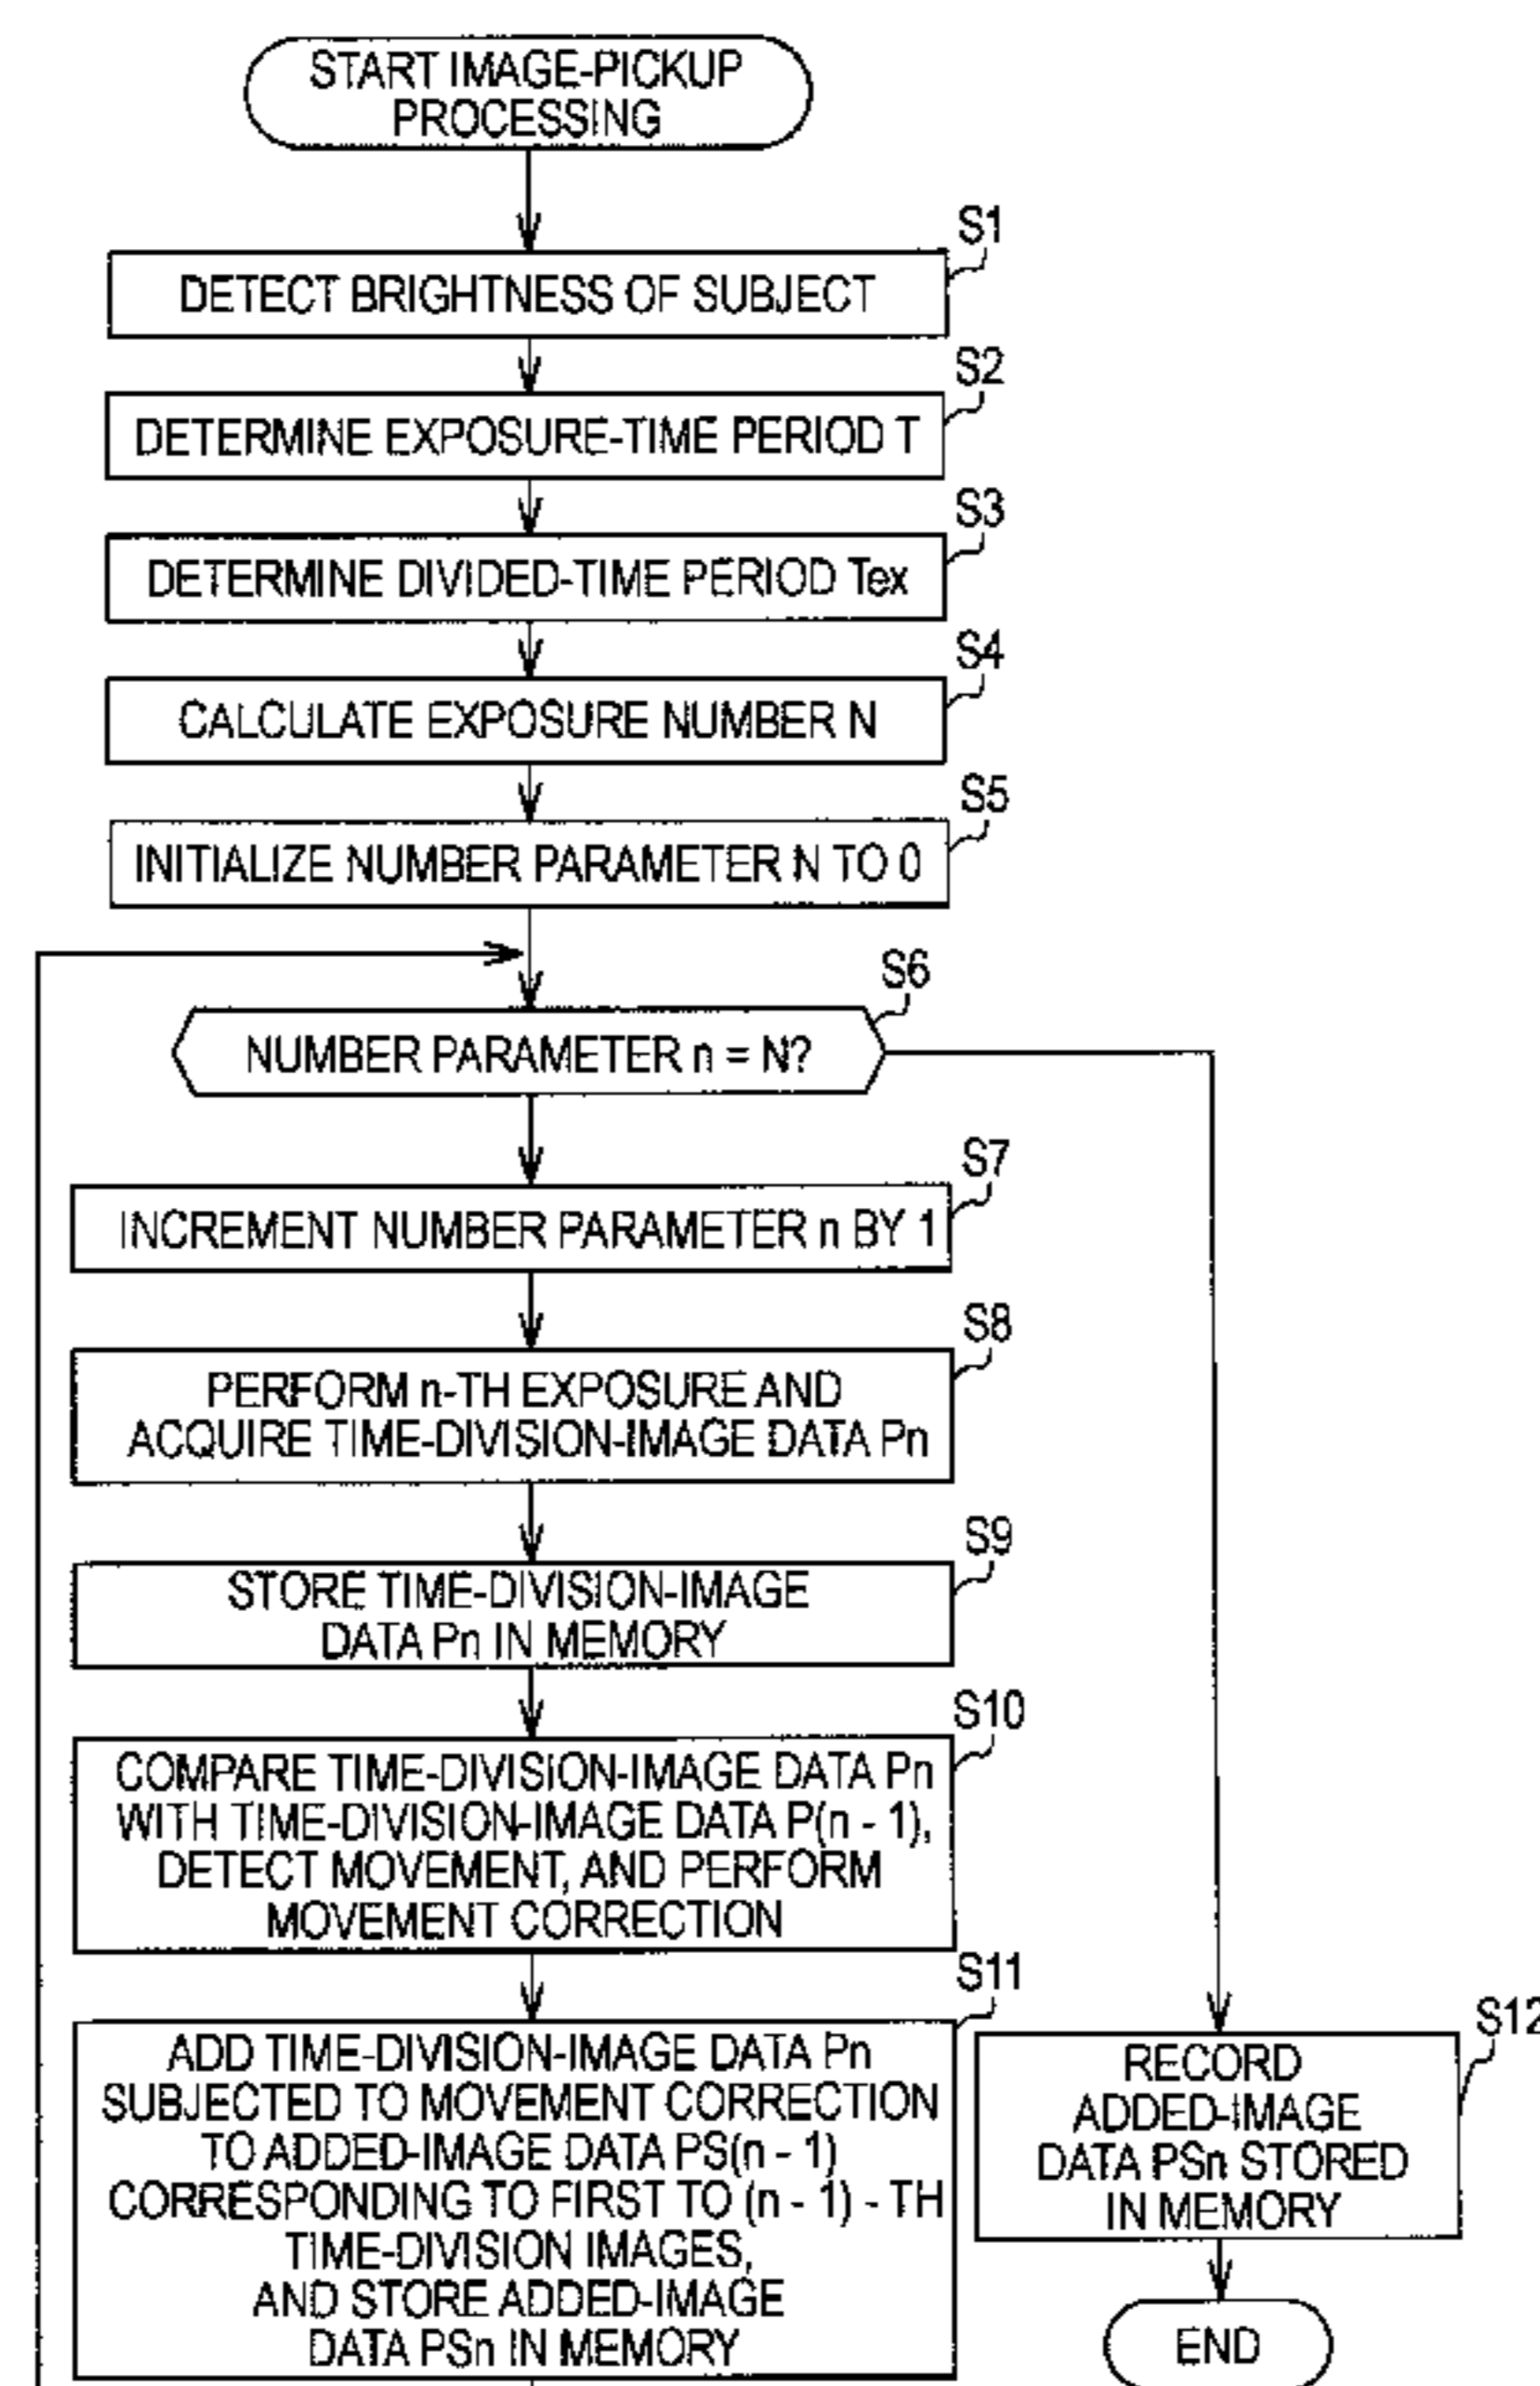 START IMAGE-PICKUP
PROCESSING
S1
DETECT BRIGHTNESS OF SUBJECT
S2
DETERMINE EXPOSURE-TIME PERIOD T
S3
DETERMINE DIVIDED-TIME PERIOD Tex
S4
CALCULATE EXPOSURE NUMBER N
S5
INITIALIZE NUMBER PARAMETER N TO 0
S6
NUMBER PARAMETER n = N?
S7
INCREMENT NUMBER PARAMETER n BY 1
S8
PERFORM n-TH EXPOSURE AND
ACQUIRE TIME-DIVISION-IMAGE DATA Pn
S9
STORE TIME-DIVISION-IMAGE
DATA Pn IN MEMORY
S10
COMPARE TIME-DIVISION-IMAGE DATA Pn
WITH TIME-DIVISION-IMAGE DATA P(n - 1),
DETECT MOVEMENT, AND PERFORM
MOVEMENT CORRECTION
S11
ADD TIME-DIVISION-IMAGE DATA Pn
SUBJECTED TO MOVEMENT CORRECTION
TO ADDED-IMAGE DATA PS(n - 1)
CORRESPONDING TO FIRST TO (n - 1) - TH
TIME-DIVISION IMAGES,
AND STORE ADDED-IMAGE
DATA PSn IN MEMORY
S12
RECORD
ADDED-IMAGE
DATA PSn STORED
IN MEMORY
END